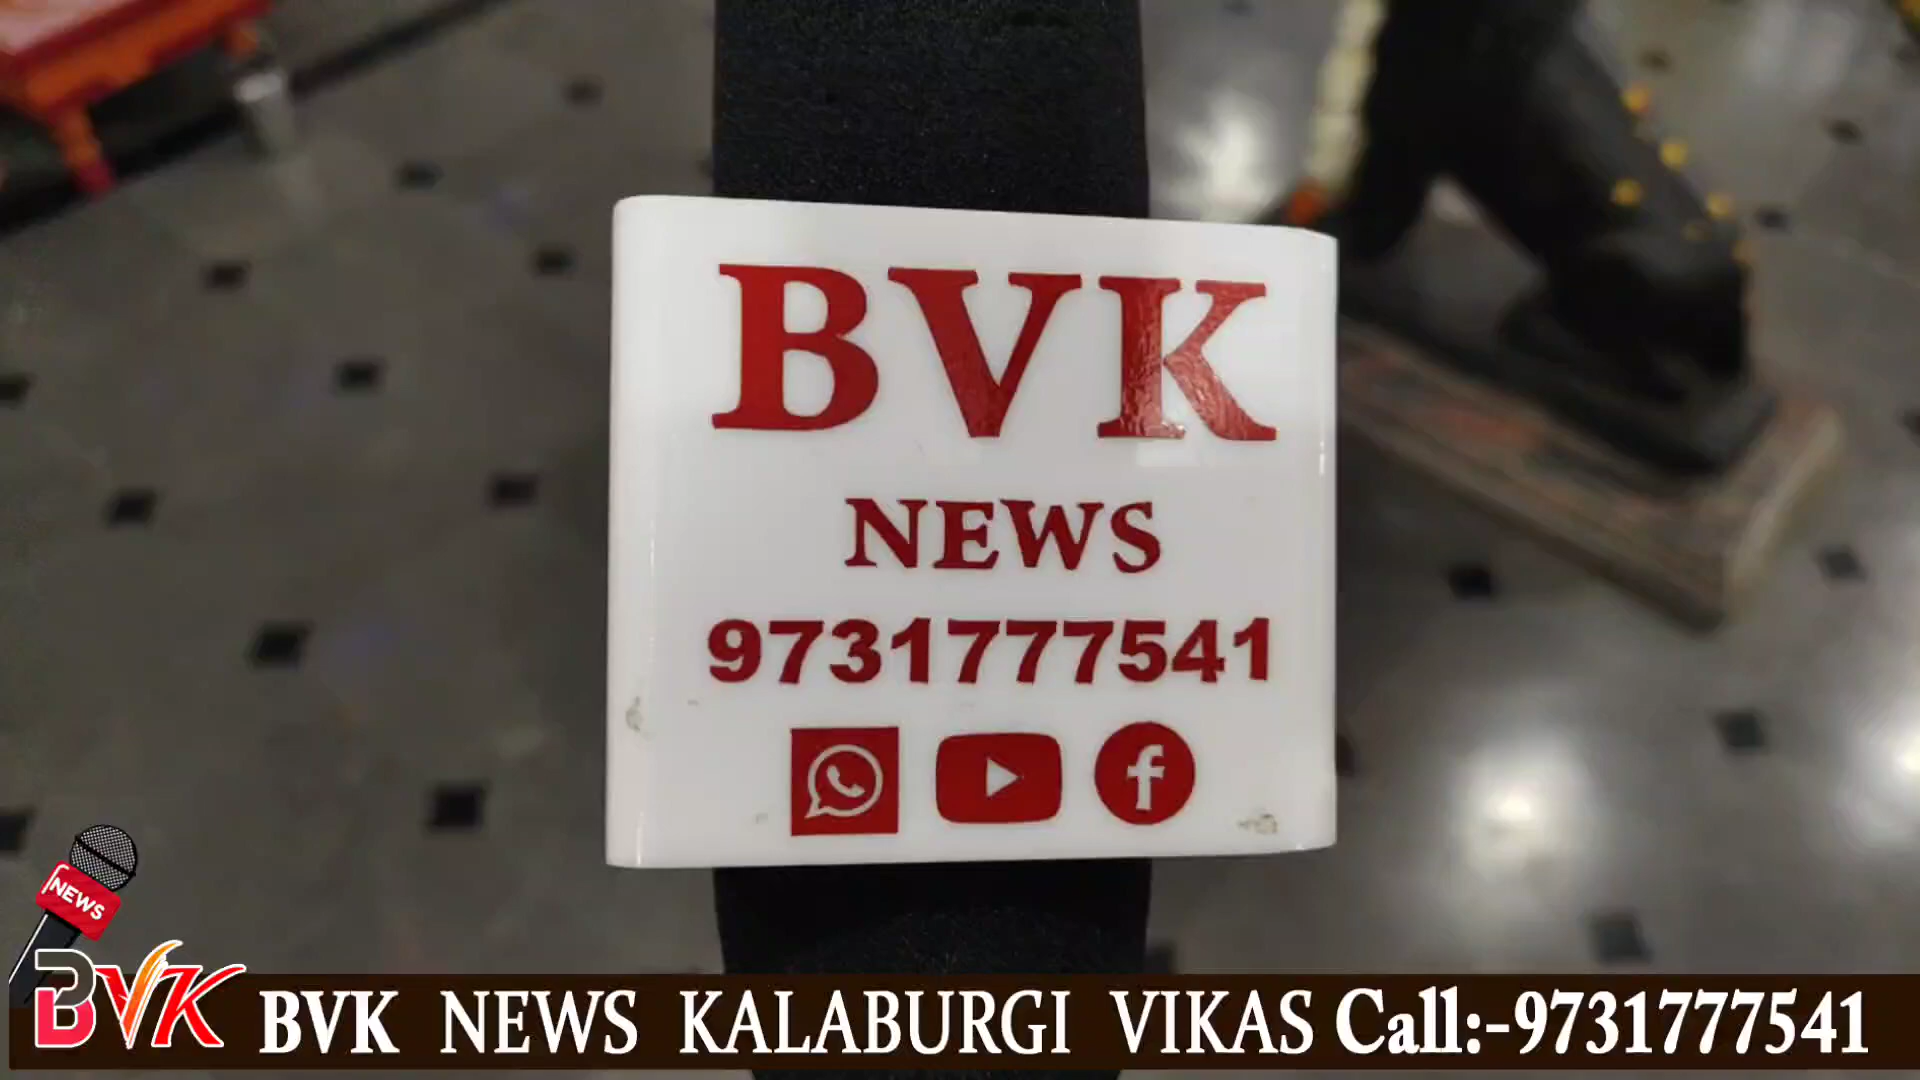 BVK
NEWS
9731777541
NEWS
BVK
BVK NEWS KALABURGI VIKAS Call:-9731777541